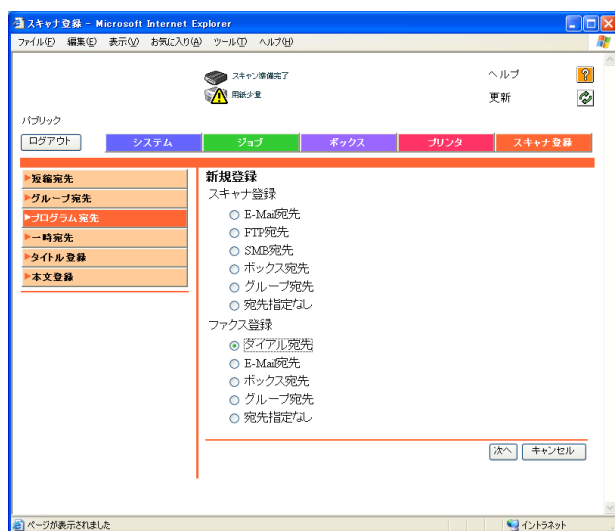 スキャナ登録 - Microsoft Internet Explorer
ファイル(F) 編集(E) 表示(V) お気に入り(A) ツール(T) ヘルプ(H)
スキャン準備完了
ヘルプ
用紙少量
更新
パブリック
ログアウト システム ジョブ ボックス プリンタ スキャナ登録
短縮宛先
グループ宛先
プログラム宛先
一時宛先
タイトル登録
本文登録
新規登録
スキャナ登録
E-Mail宛先
FTP宛先
SMB宛先
ボックス宛先
グループ宛先
宛先指定なし
ファクス登録
ダイアル宛先
E-Mail宛先
ボックス宛先
グループ宛先
宛先指定なし
次へ キャンセル
ページが表示されました イントラネット